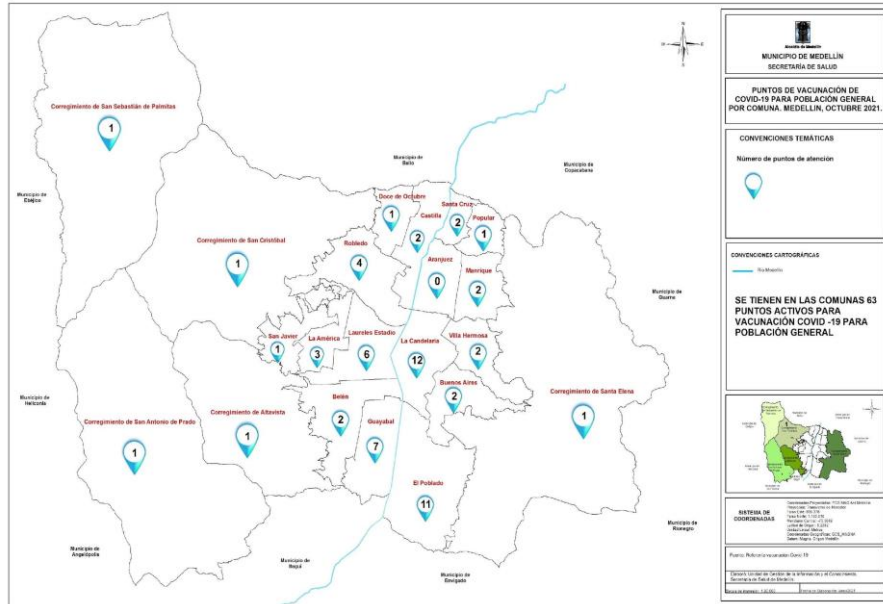 Corregimiento de San Sebastián de Palmitas
1
Municipio de
Ebéjico
Municipio de
Bello
Municipio de
Copacabana
Doce de Octubre
1
Santa Cruz
2
Castilla
2
Popular
1
Corregimiento de San Cristóbal
1
Robledo
4
Aranjuez
0
Manrique
2
Municipio de
Guarne
San Javier
1
La América
3
Laureles Estadio
6
La Candelaria
12
Villa Hermosa
2
Buenos Aires
2
Municipio de
Heliconia
Corregimiento de San Antonio de Prado
1
Corregimiento de Altavista
1
Belén
2
Guayabal
7
Corregimiento de Santa Elena
1
El Poblado
11
Municipio de
Rionegro
Municipio de
Angelópolis
Municipio de
Itagüí
Municipio de
Envigado
MUNICIPIO DE MEDELLÍN
SECRETARÍA DE SALUD
PUNTOS DE VACUNACIÓN DE
COVID-19 PARA POBLACIÓN GENERAL
POR COMUNA. MEDELLIN, OCTUBRE 2021.
CONVENCIONES TEMÁTICAS
Número de puntos de atención
CONVENCIONES CARTOGRÁFICAS
Río Medellín
SE TIENEN EN LAS COMUNAS 63
PUNTOS ACTIVOS PARA
VACUNACIÓN COVID -19 PARA
POBLACIÓN GENERAL
SISTEMA DE
COORDENADAS